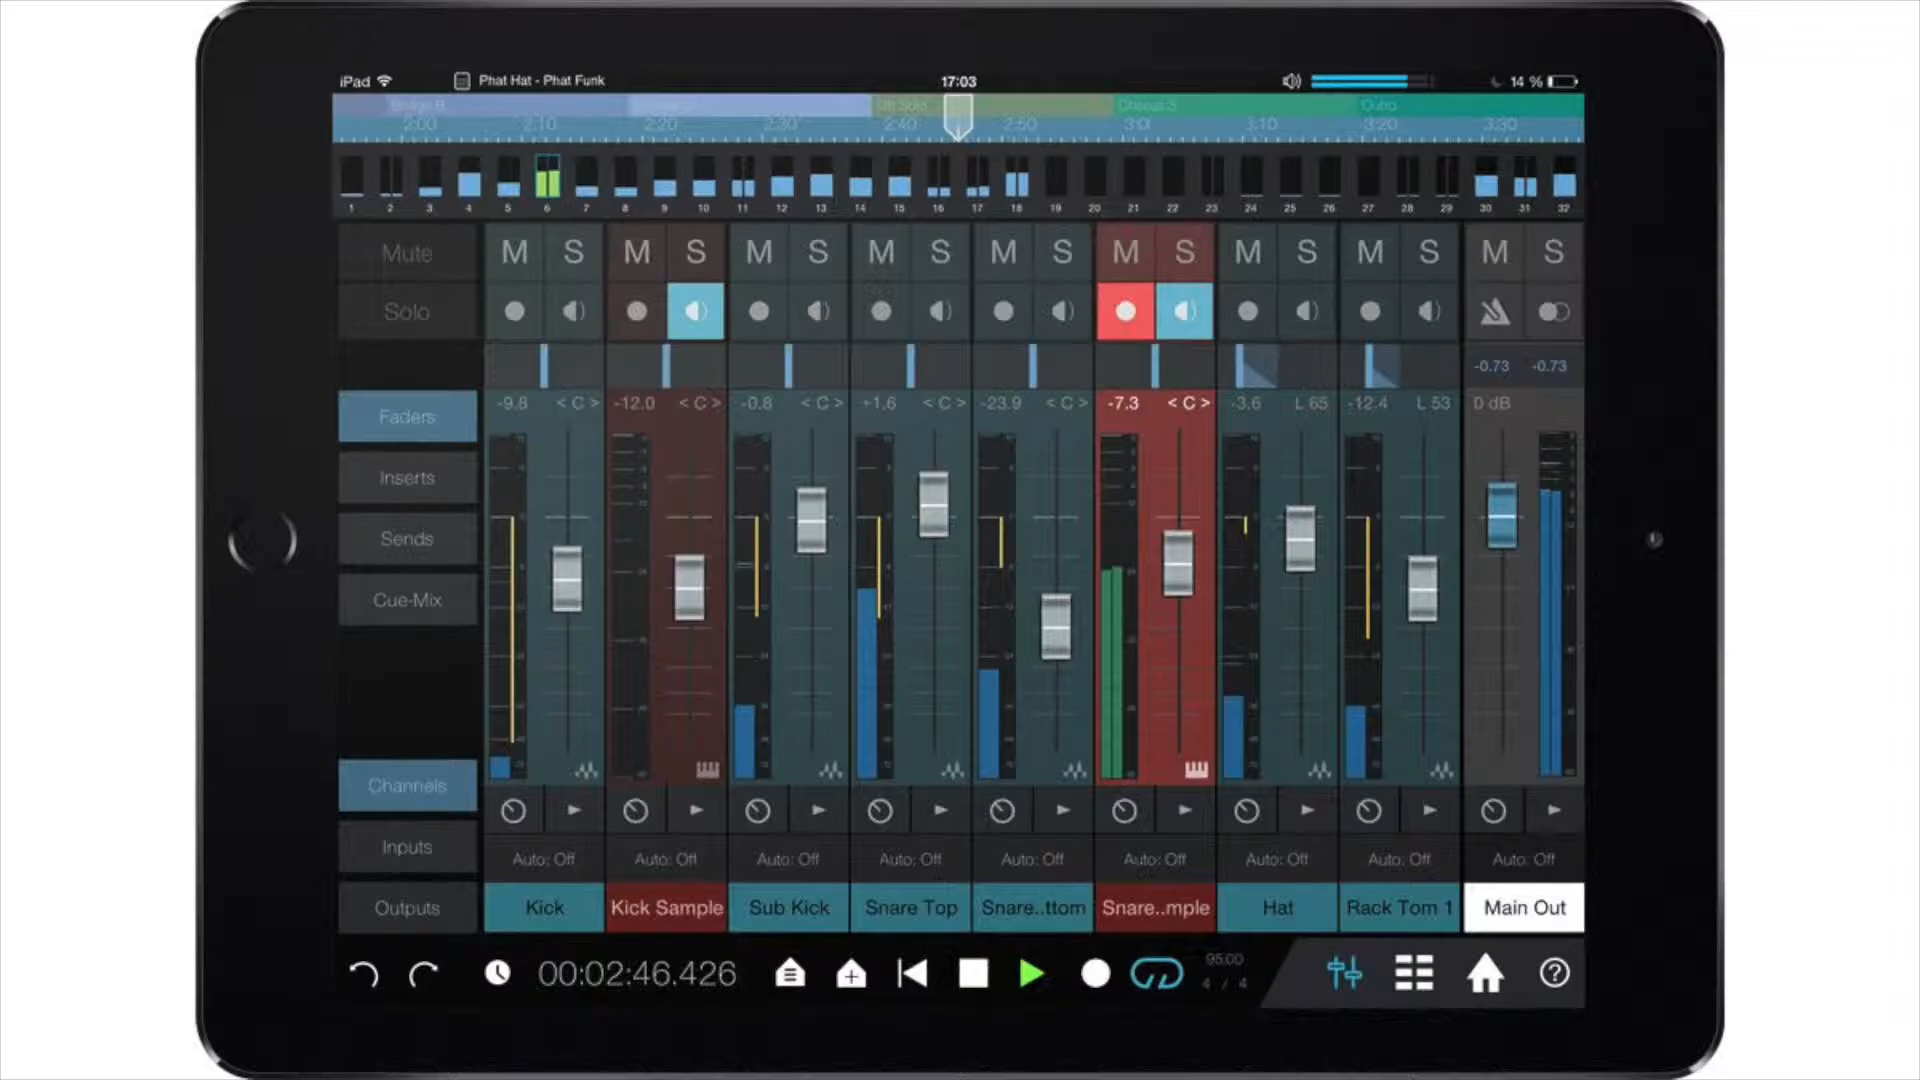 iPad Phat Hat - Phat Funk 17:03 14 %
Bridge B Chorus 3 Outro
2:00 2:10 2:20 2:30 2:40 2:50 3:00 3:10 3:20 3:30
1 2 3 4 5 6 7 8 9 10 11 12 13 14 15 16 17 18 19 20 21 22 23 24 25 26 27 28 29 30 31 32
Mute M S M S M S M S M S M S M S M S M S
Solo
-0.73 -0.73
-9.8 < C > -12.0 < C > -0.8 < C > +1.6 < C > -23.9 < C > -7.3 < C > -3.6 L 65 -12.4 L 53 0 dB
Faders
Inserts
Sends
Cue-Mix
Channels
Inputs
Auto: Off Auto: Off Auto: Off Auto: Off Auto: Off Auto: Off Auto: Off Auto: Off Auto: Off
Outputs Kick Kick Sample Sub Kick Snare Top Snare..ttom Snare..mple Hat Rack Tom 1 Main Out
00:02:46.426 95.00
4 / 4 ?